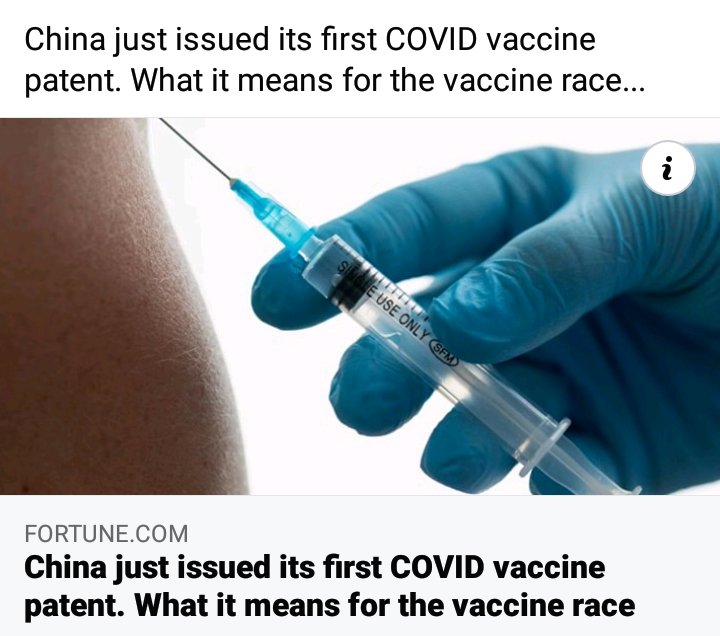 China just issued its first COVID vaccine
patent. What it means for the vaccine race...
i
SINGLE USE ONLY SFM
FORTUNE.COM
China just issued its first COVID vaccine
patent. What it means for the vaccine race